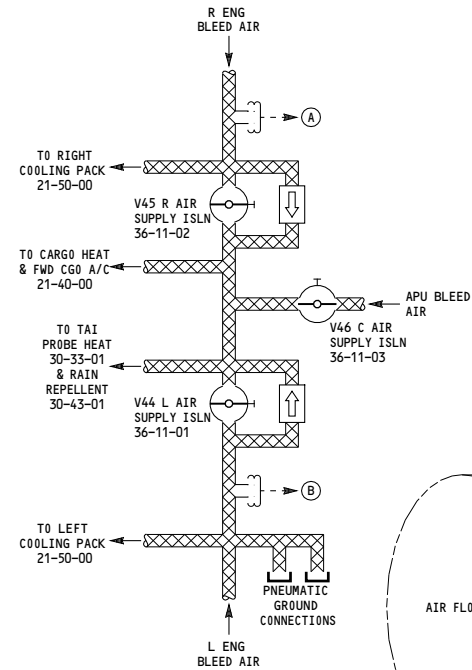 R ENG
BLEED AIR
A
TO RIGHT
COOLING PACK
21-50-00
V45 R AIR
SUPPLY ISLN
36-11-02
TO CARGO HEAT
& FWD CGO A/C
21-40-00
APU BLEED
AIR
V46 C AIR
SUPPLY ISLN
36-11-03
TO TAI
PROBE HEAT
30-33-01
& RAIN
REPELLENT
30-43-01
V44 L AIR
SUPPLY ISLN
36-11-01
B
TO LEFT
COOLING PACK
21-50-00
PNEUMATIC
GROUND
CONNECTIONS
AIR FLO
L ENG
BLEED AIR